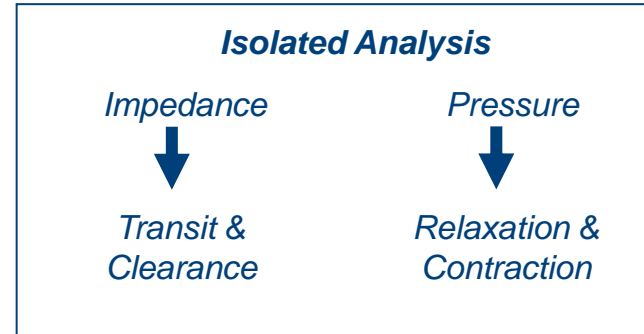 Isolated Analysis
Impedance
Pressure
Transit &
Clearance
Relaxation &
Contraction